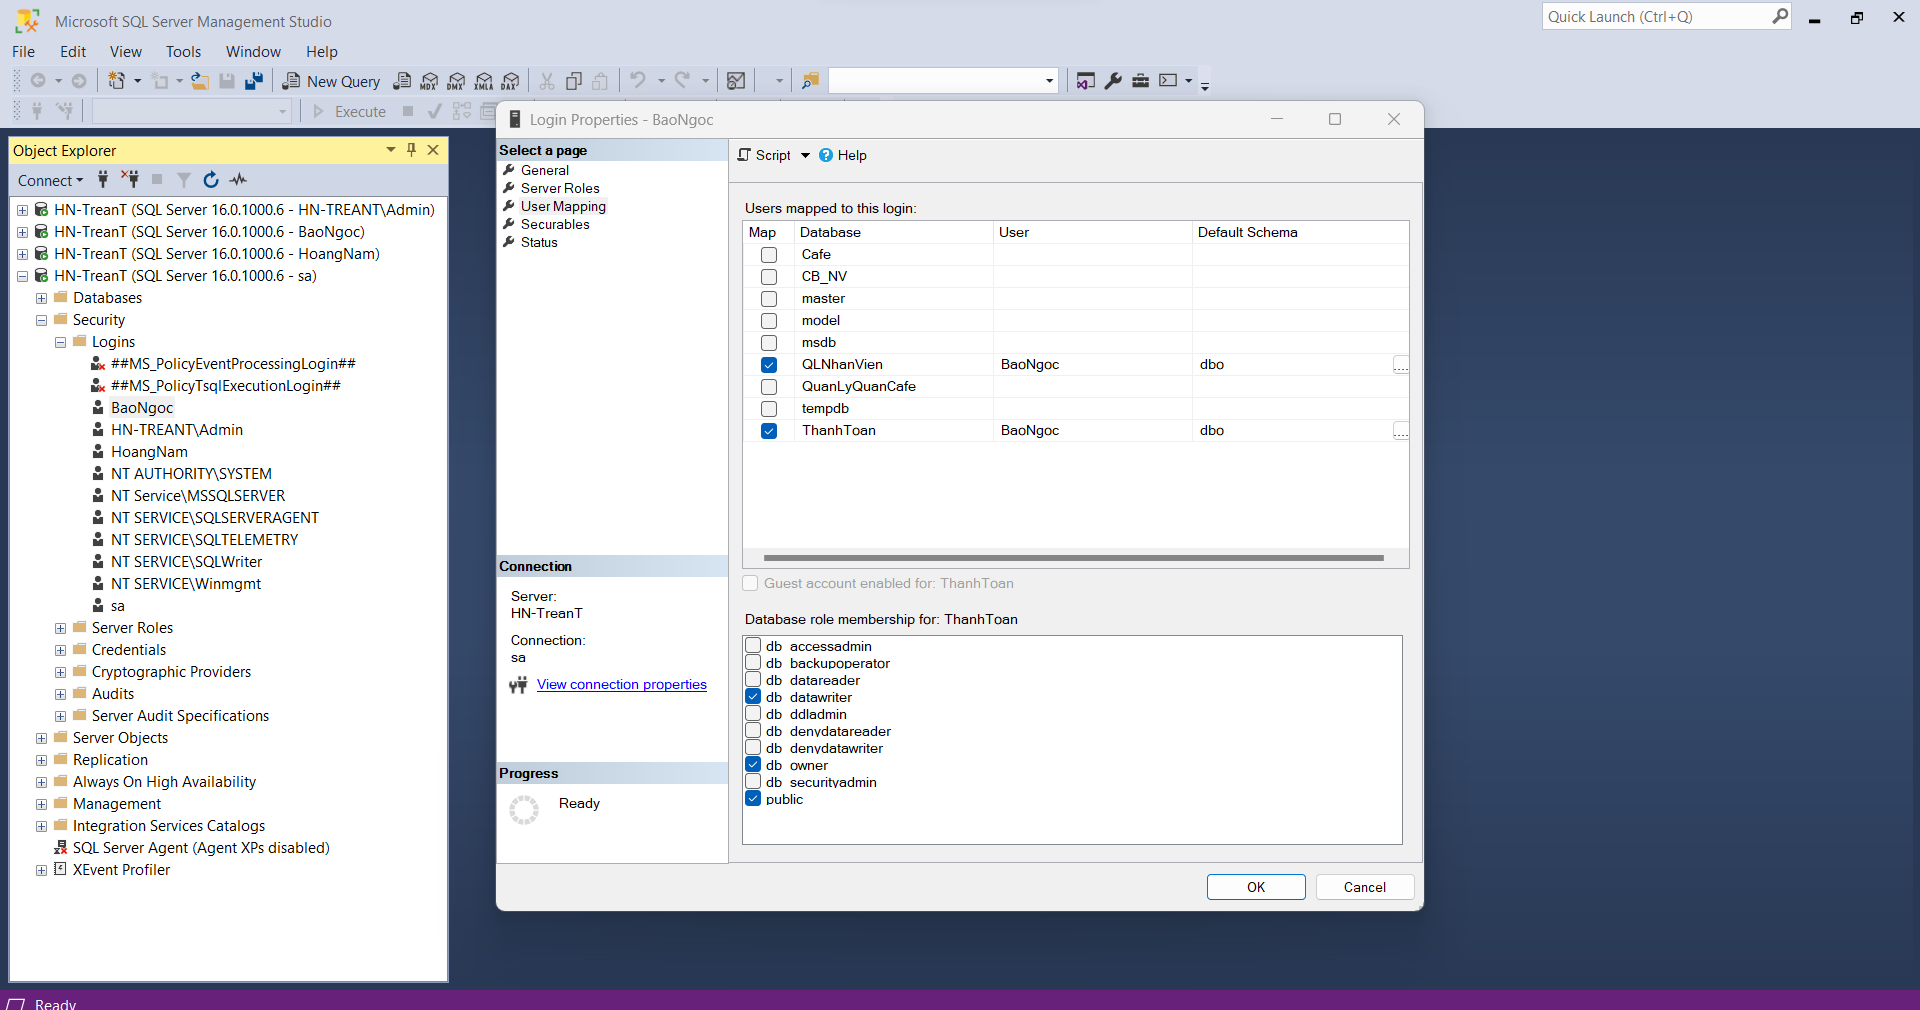 Microsoft SQL Server Management Studio
Quick Launch (Ctrl+Q)
File Edit View Tools Window Help
New Query MDX DMX XMLA DAX
Execute
Object Explorer
Connect
HN-TreanT (SQL Server 16.0.1000.6 - HN-TREANT\Admin)
HN-TreanT (SQL Server 16.0.1000.6 - BaoNgoc)
HN-TreanT (SQL Server 16.0.1000.6 - HoangNam)
HN-TreanT (SQL Server 16.0.1000.6 - sa)
Databases
Security
Logins
##MS_PolicyEventProcessingLogin##
##MS_PolicyTsqlExecutionLogin##
BaoNgoc
HN-TREANT\Admin
HoangNam
NT AUTHORITY\SYSTEM
NT Service\MSSQLSERVER
NT SERVICE\SQLSERVERAGENT
NT SERVICE\SQLTELEMETRY
NT SERVICE\SQLWriter
NT SERVICE\Winmgmt
sa
Server Roles
Credentials
Cryptographic Providers
Audits
Server Audit Specifications
Server Objects
Replication
Always On High Availability
Management
Integration Services Catalogs
SQL Server Agent (Agent XPs disabled)
XEvent Profiler
Login Properties - BaoNgoc
Select a page
General
Server Roles
User Mapping
Securables
Status
Connection
Server:
HN-TreanT
Connection:
sa
View connection properties
Progress
Ready
Script Help
Users mapped to this login:
Map Database User Default Schema
Cafe
CB_NV
master
model
msdb
QLNhanVien BaoNgoc dbo ...
QuanLyQuanCafe
tempdb
ThanhToan BaoNgoc dbo ...
Guest account enabled for: ThanhToan
Database role membership for: ThanhToan
db_accessadmin
db_backupoperator
db_datareader
db_datawriter
db_ddladmin
db_denydatareader
db_denydatawriter
db_owner
db_securityadmin
public
OK Cancel
Ready